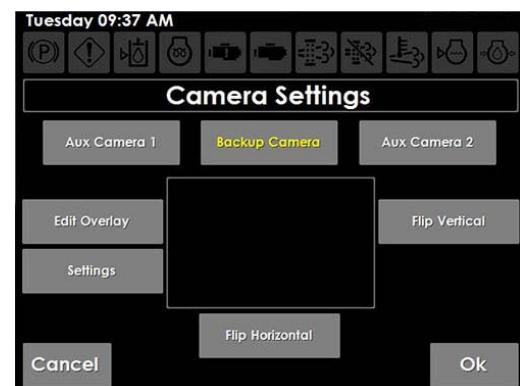 Tuesday 09:37 AM
(P)
Camera Settings
Aux Camera 1
Backup Camera
Aux Camera 2
Edit Overlay
Flip Vertical
Settings
Flip Horizontal
Cancel
Ok